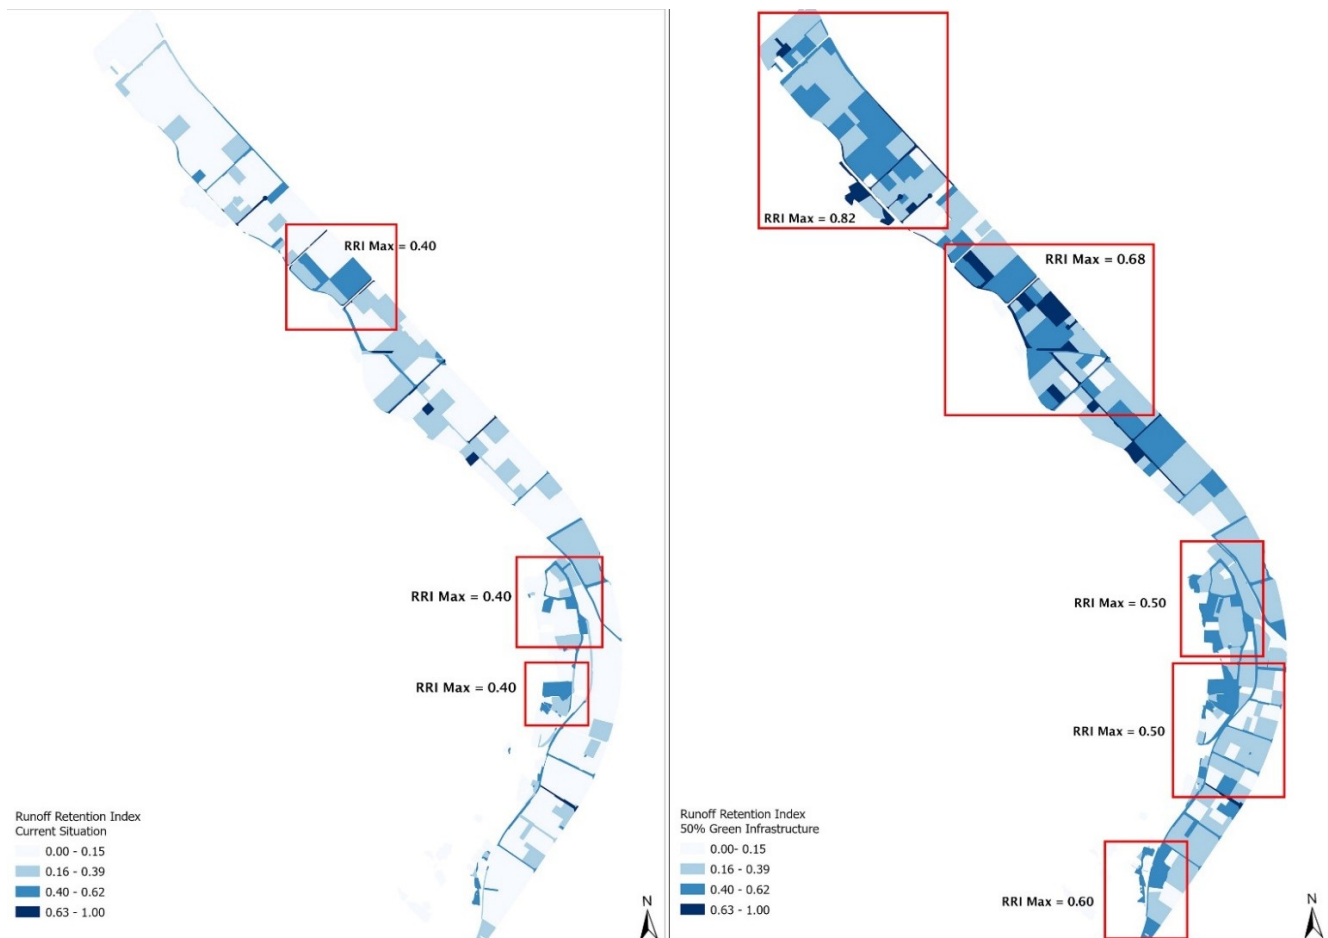 RRI Max = 0.40
RRI Max = 0.40
RRI Max = 0.40
Runoff Retention Index
Current Situation
0.00 - 0.15
0.16 - 0.39
0.40 - 0.62
0.63 - 1.00
N
RRI Max = 0.82
RRI Max = 0.68
RRI Max = 0.50
RRI Max = 0.50
RRI Max = 0.60
Runoff Retention Index
50% Green Infrastructure
0.00- 0.15
0.16 - 0.39
0.40 - 0.62
0.63 - 1.00
N